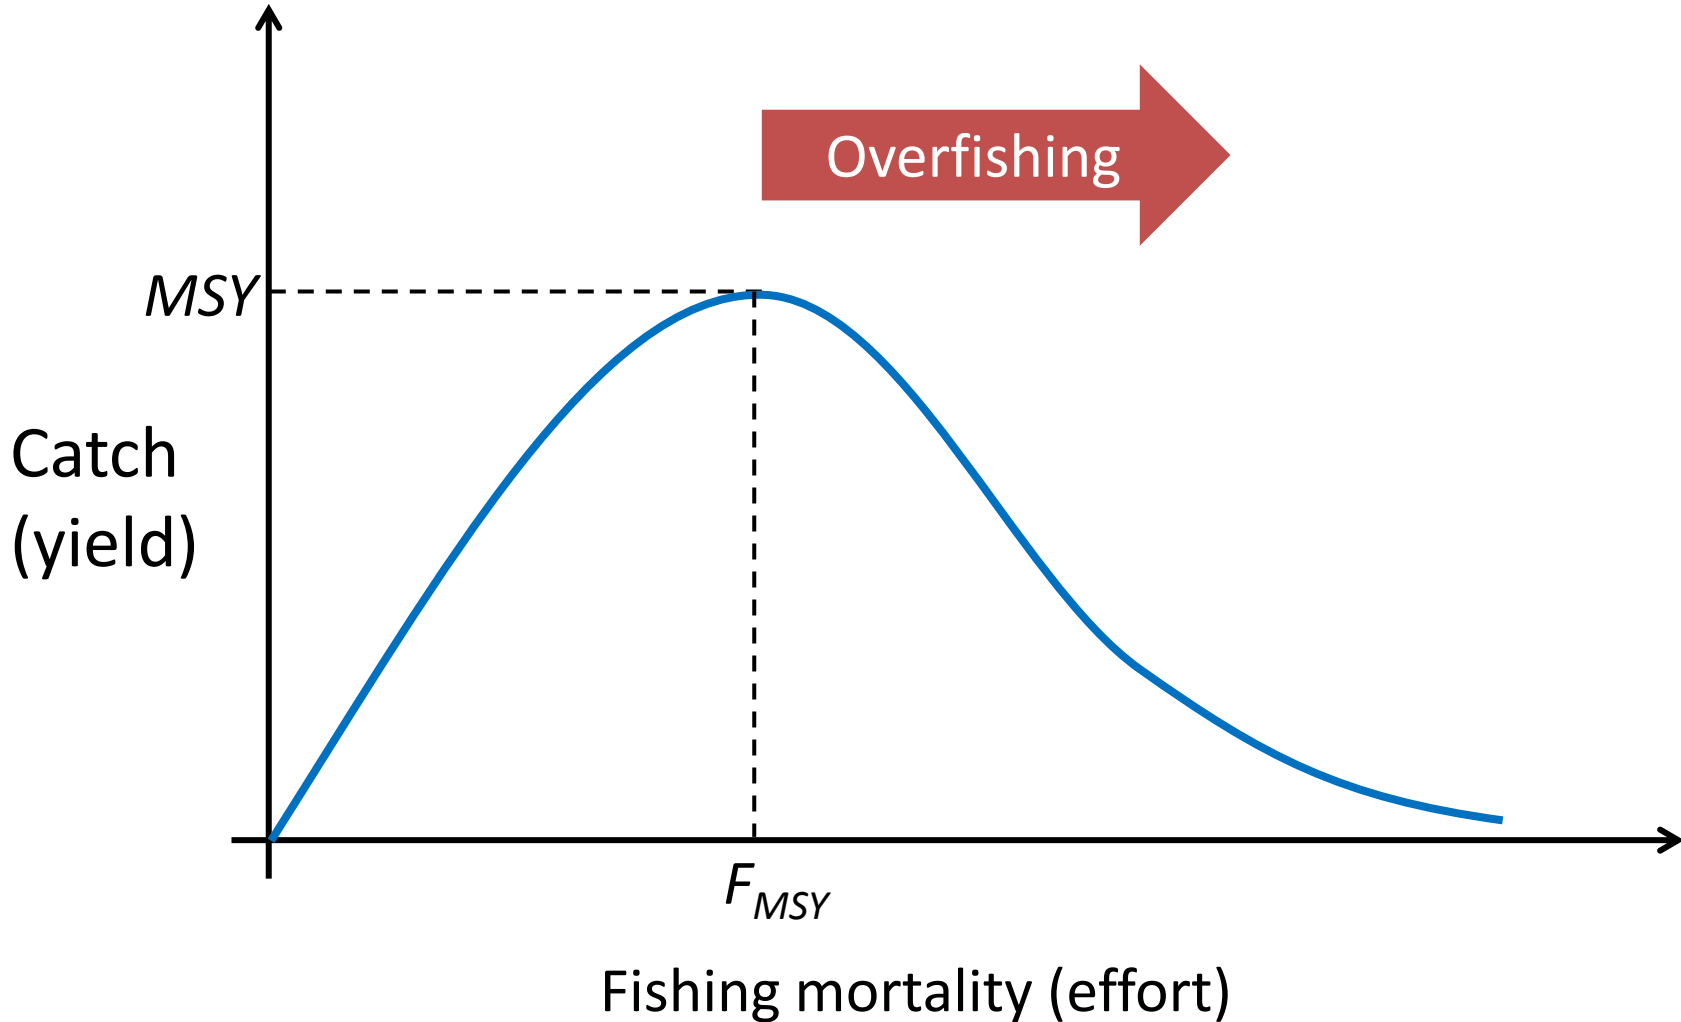 Overfishing
MSY
Catch
(yield)
F_MSY
Fishing mortality (effort)